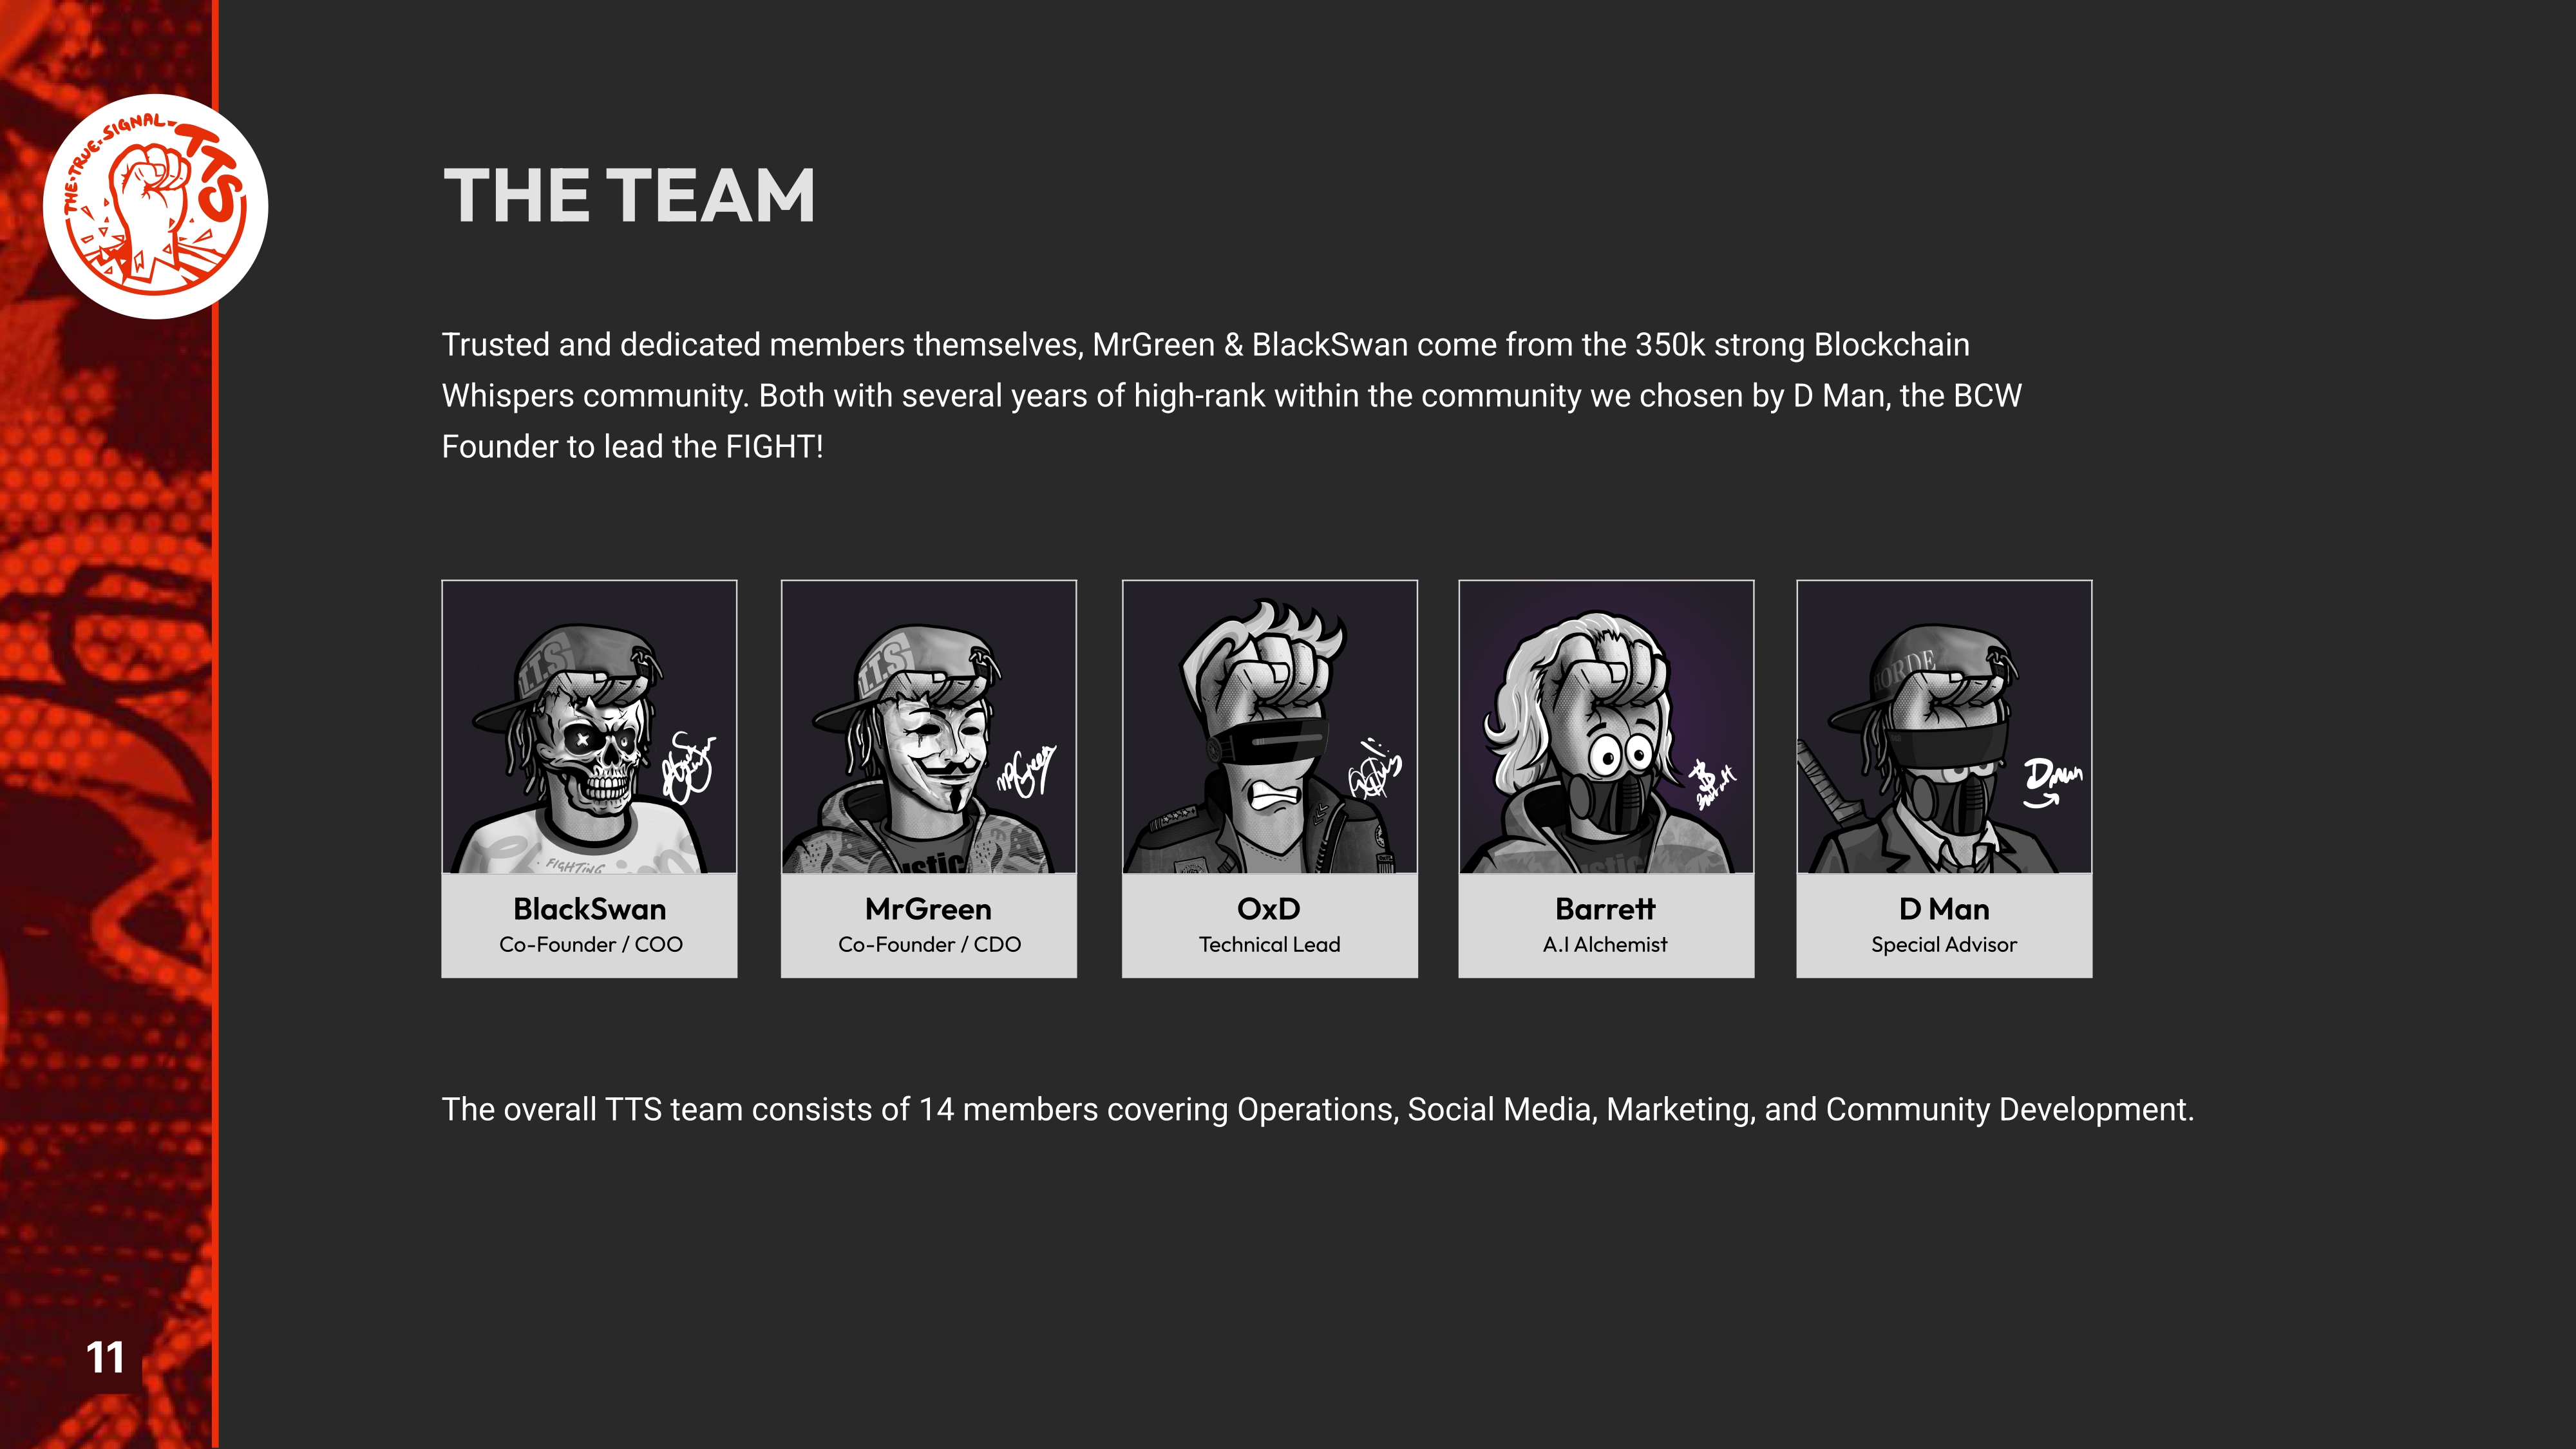 THE·TRUE·SIGNAL·TTS
THE TEAM
Trusted and dedicated members themselves, MrGreen & BlackSwan come from the 350k strong Blockchain
Whispers community. Both with several years of high-rank within the community we chosen by D Man, the BCW
Founder to lead the FIGHT!
T.T.S
T.T.S
HORDE
MRGreen
Dman
FIGHTING
ustic
ustic
BlackSwan
Co-Founder / COO
MrGreen
Co-Founder / CDO
OxD
Technical Lead
Barrett
A.I Alchemist
D Man
Special Advisor
The overall TTS team consists of 14 members covering Operations, Social Media, Marketing, and Community Development.
11